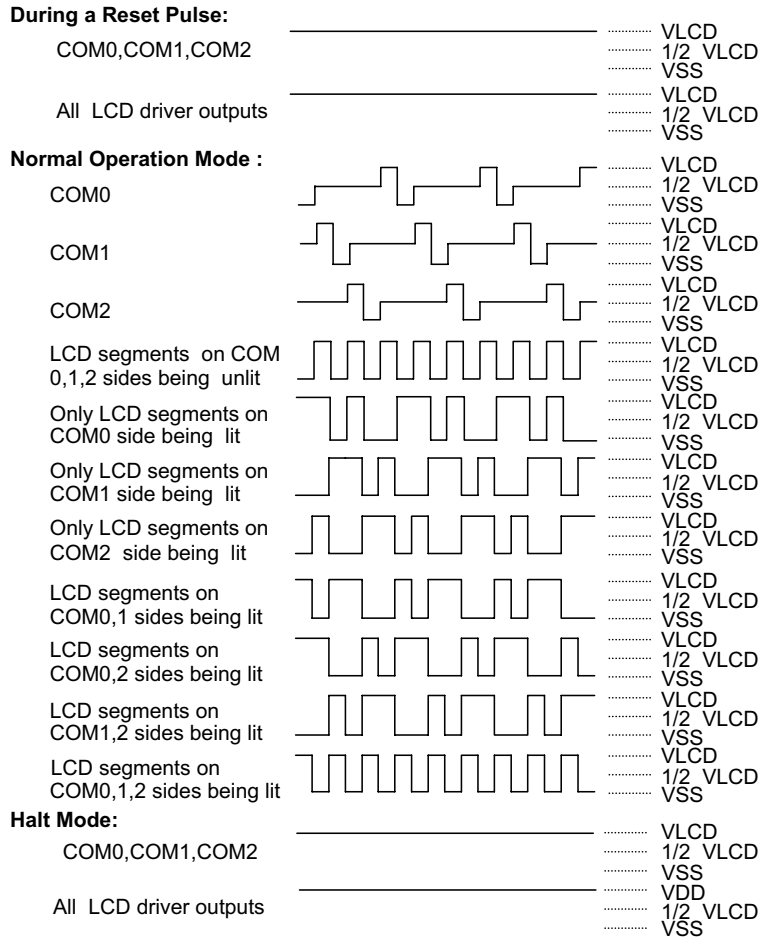 During a Reset Pulse:
COM0,COM1,COM2
VLCD
1/2 VLCD
VSS
All LCD driver outputs
VLCD
1/2 VLCD
VSS
Normal Operation Mode :
COM0
VLCD
1/2 VLCD
VSS
COM1
VLCD
1/2 VLCD
VSS
COM2
VLCD
1/2 VLCD
VSS
LCD segments on COM
0,1,2 sides being unlit
VLCD
1/2 VLCD
VSS
Only LCD segments on
COM0 side being lit
VLCD
1/2 VLCD
VSS
Only LCD segments on
COM1 side being lit
VLCD
1/2 VLCD
VSS
Only LCD segments on
COM2 side being lit
VLCD
1/2 VLCD
VSS
LCD segments on
COM0,1 sides being lit
VLCD
1/2 VLCD
VSS
LCD segments on
COM0,2 sides being lit
VLCD
1/2 VLCD
VSS
LCD segments on
COM1,2 sides being lit
VLCD
1/2 VLCD
VSS
LCD segments on
COM0,1,2 sides being lit
VLCD
1/2 VLCD
VSS
Halt Mode:
COM0,COM1,COM2
VLCD
1/2 VLCD
VSS
All LCD driver outputs
VDD
1/2 VLCD
VSS